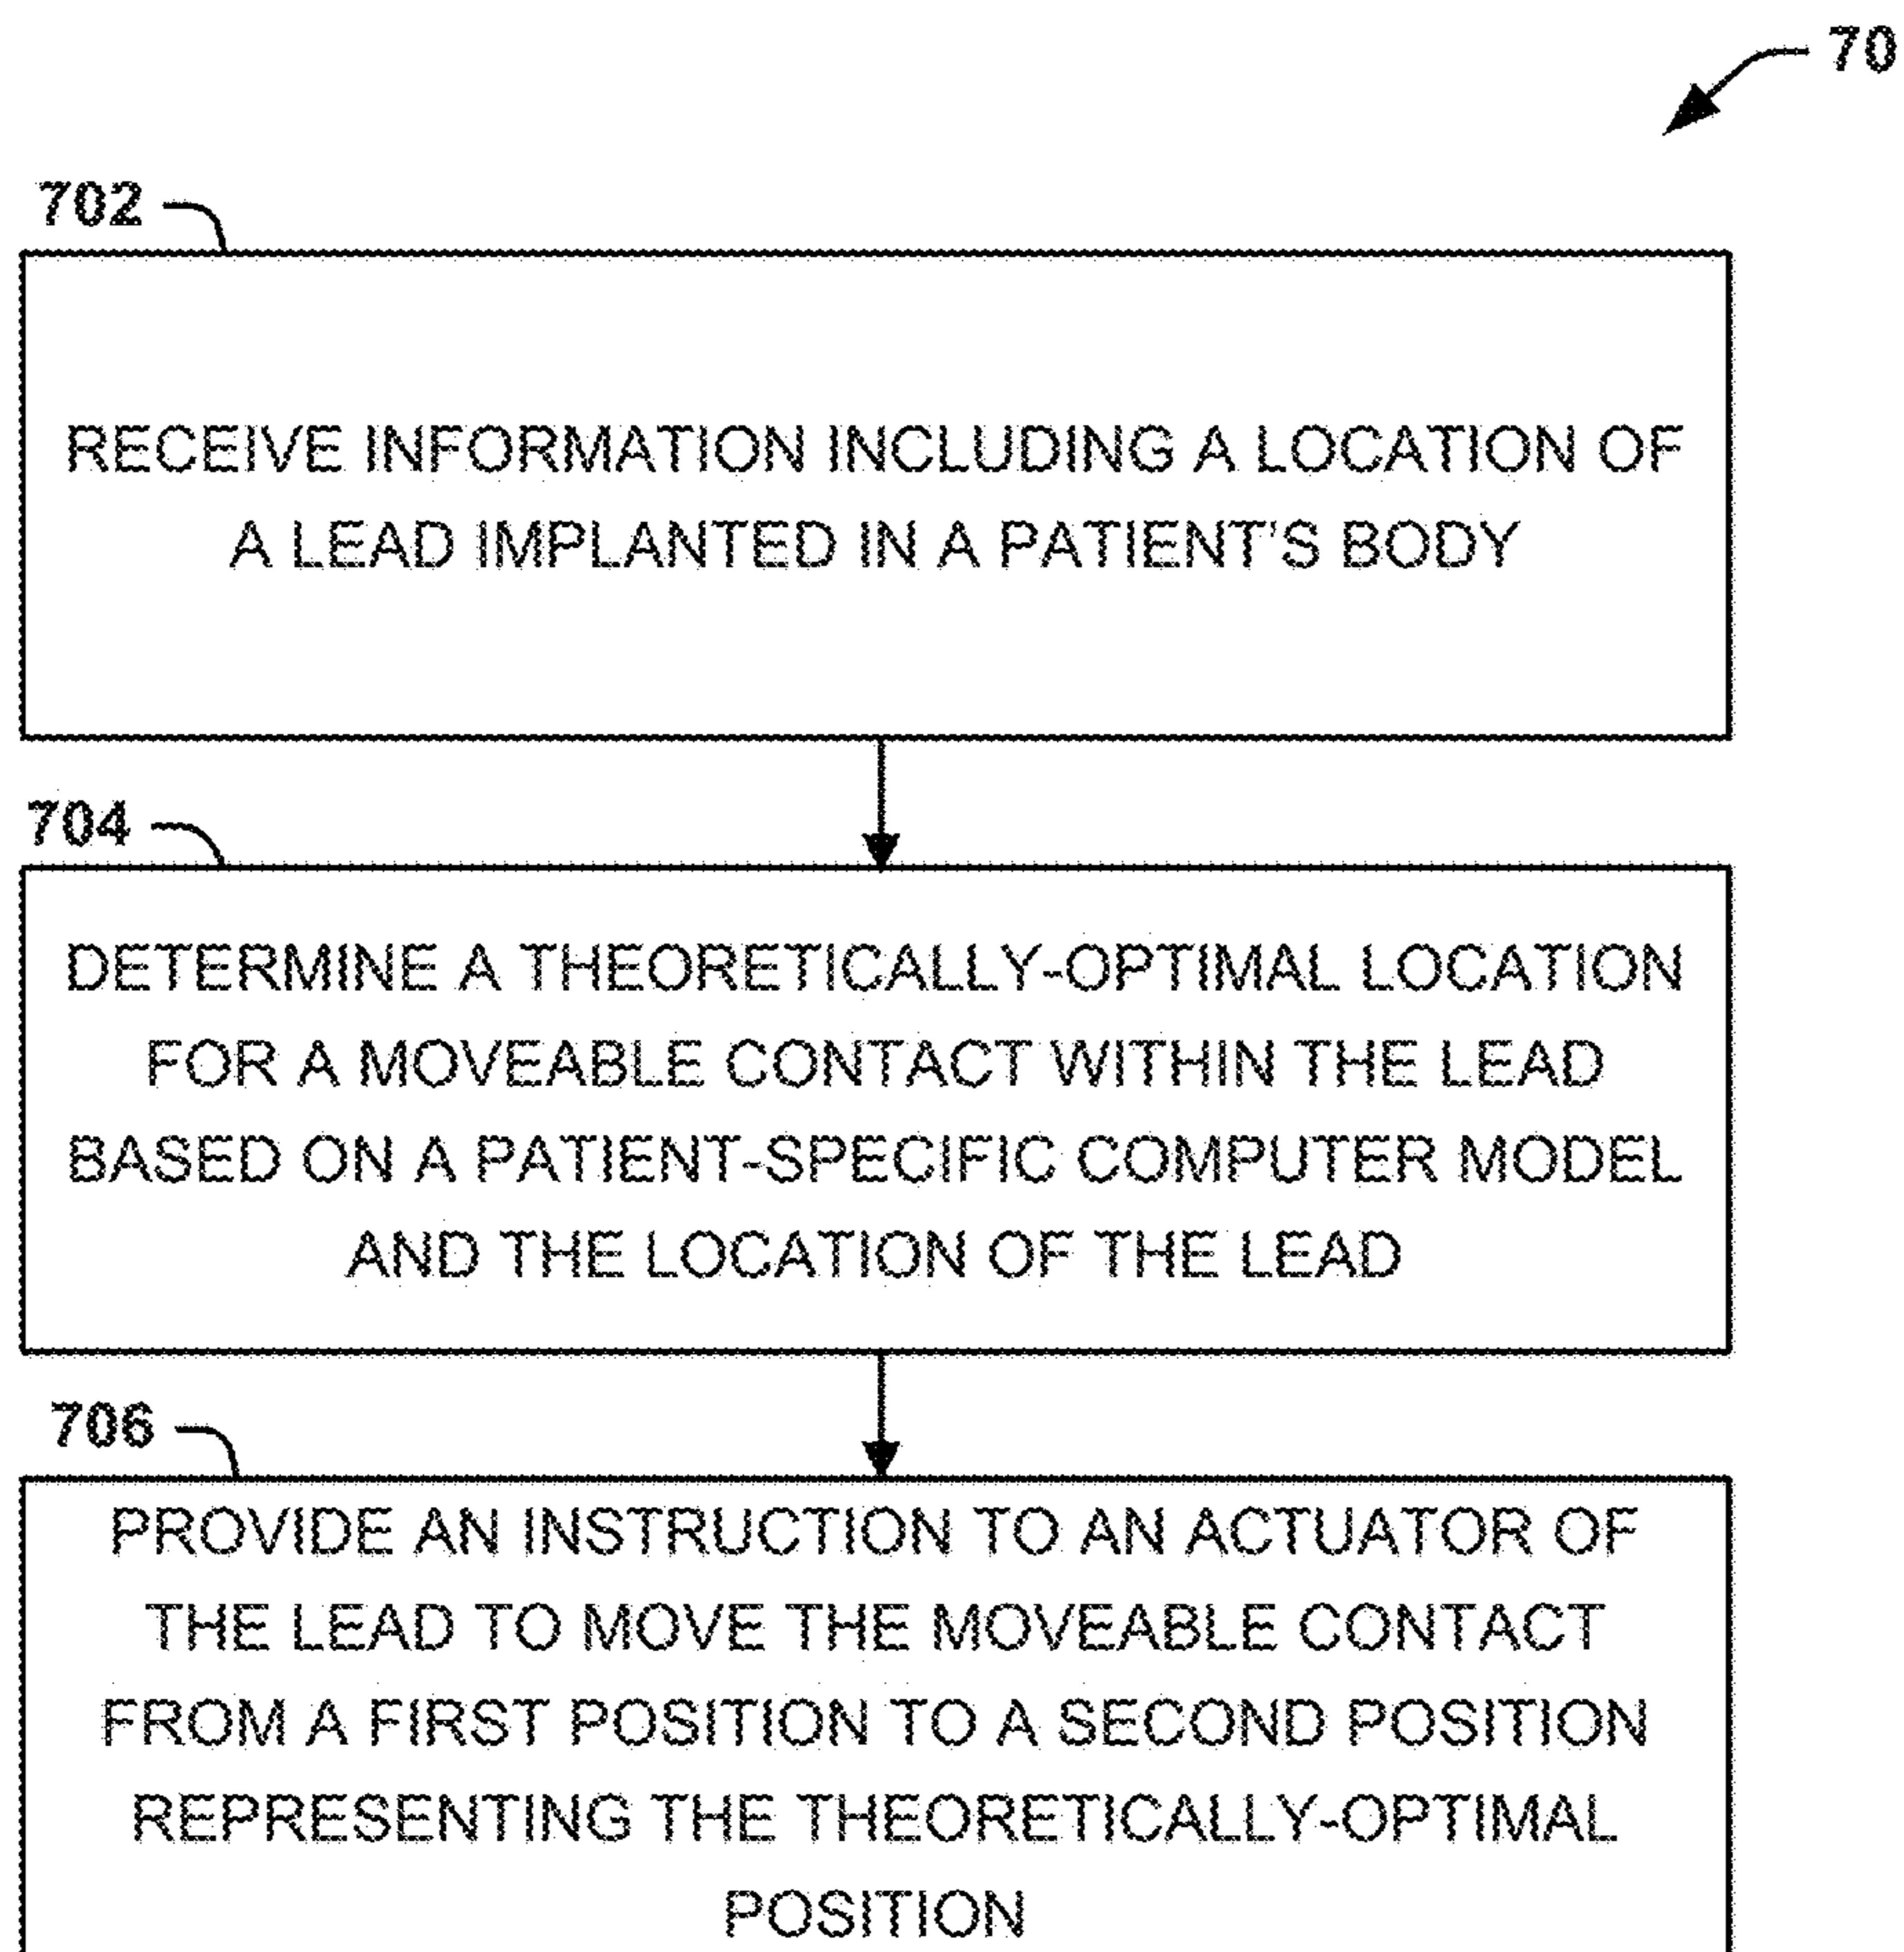 70
702
RECEIVE INFORMATION INCLUDING A LOCATION OF
A LEAD IMPLANTED IN A PATIENT'S BODY
704
DETERMINE A THEORETICALLY-OPTIMAL LOCATION
FOR A MOVEABLE CONTACT WITHIN THE LEAD
BASED ON A PATIENT-SPECIFIC COMPUTER MODEL
AND THE LOCATION OF THE LEAD
706
PROVIDE AN INSTRUCTION TO AN ACTUATOR OF
THE LEAD TO MOVE THE MOVEABLE CONTACT
FROM A FIRST POSITION TO A SECOND POSITION
REPRESENTING THE THEORETICALLY-OPTIMAL
POSITION